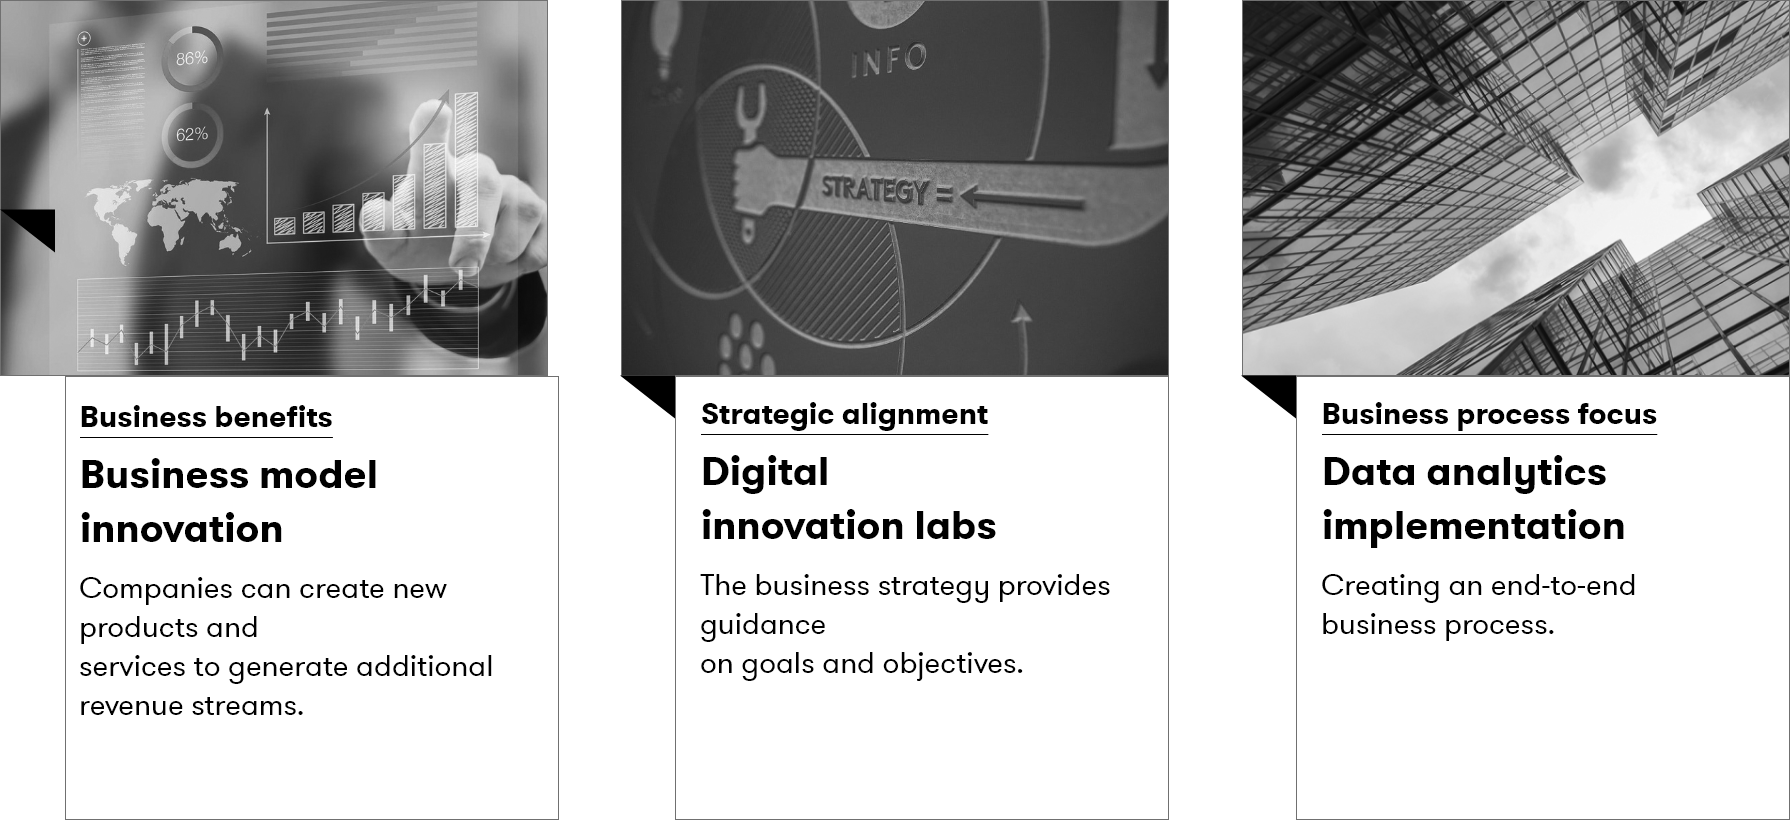 86%
62%
Business benefits
Business model
innovation
Companies can create new
products and
services to generate additional
revenue streams.
INFO
STRATEGY =
Strategic alignment
Digital
innovation labs
The business strategy provides
guidance
on goals and objectives.
Business process focus
Data analytics
implementation
Creating an end-to-end
business process.